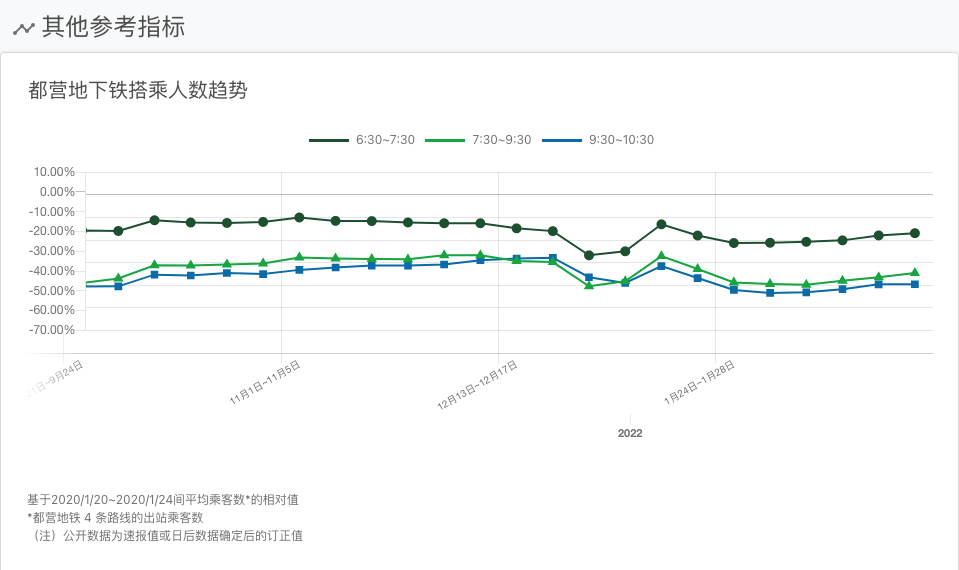 其他参考指标
都营地下铁搭乘人数趋势
6:30~7:30 7:30~9:30 9:30~10:30
10.00%
0.00%
-10.00%
-20.00%
-30.00%
-40.00%
-50.00%
-60.00%
-70.00%
21日~9月24日
11月1日~11月5日
12月13日~12月17日
1月24日~1月28日
2022
基于2020/1/20~2020/1/24间平均乘客数*的相对值
*都营地铁 4 条路线的出站乘客数
（注）公开数据为速报值或日后数据确定后的订正值